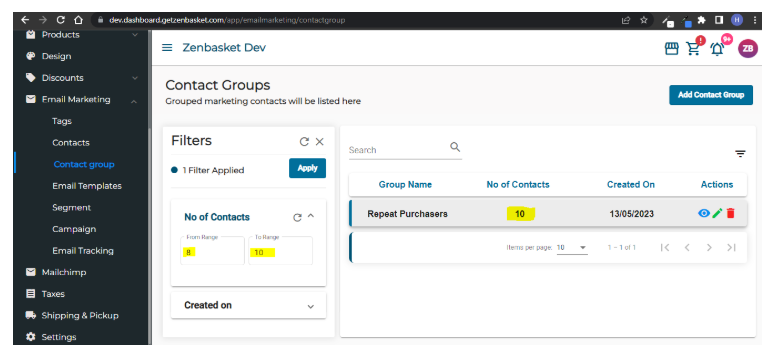 dev.dashboard.getzenbasket.com/app/emailmarketing/contactgroup
H
Products
Design
Discounts
Email Marketing
Tags
Contacts
Contact group
Email Templates
Segment
Campaign
Email Tracking
Mailchimp
Taxes
Shipping & Pickup
Settings
Zenbasket Dev
!
9+
ZB
Contact Groups
Grouped marketing contacts will be listed here
Add Contact Group
Filters
1 Filter Applied
Apply
No of Contacts
From Range To Range
8 10
Created on
Search
Group Name No of Contacts Created On Actions
Repeat Purchasers 10 13/05/2023
Items per page: 10 1 – 1 of 1